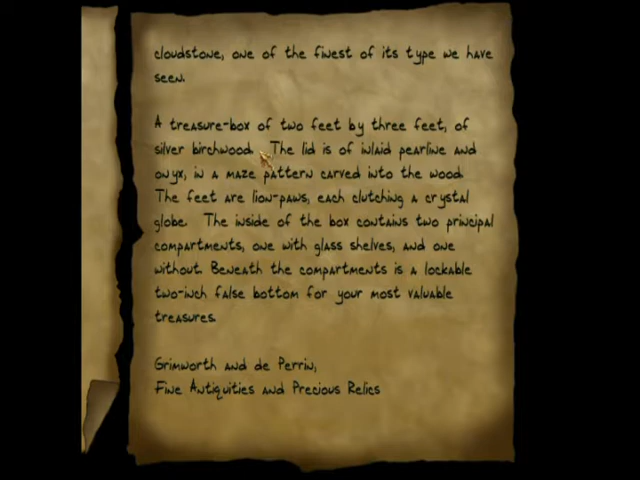 cloudstone, one of the finest of its type we have
seen.
A treasure-box of two feet by three feet, of
silver birchwood. The lid is of inlaid pearline and
onyx, in a maze pattern carved into the wood.
The feet are lion-paws, each clutching a crystal
globe. The inside of the box contains two principal
compartments, one with glass shelves, and one
without. Beneath the compartments is a lockable
two-inch false bottom for your most valuable
treasures.
Grimworth and de Perrin,
Fine Antiquities and Precious Relics